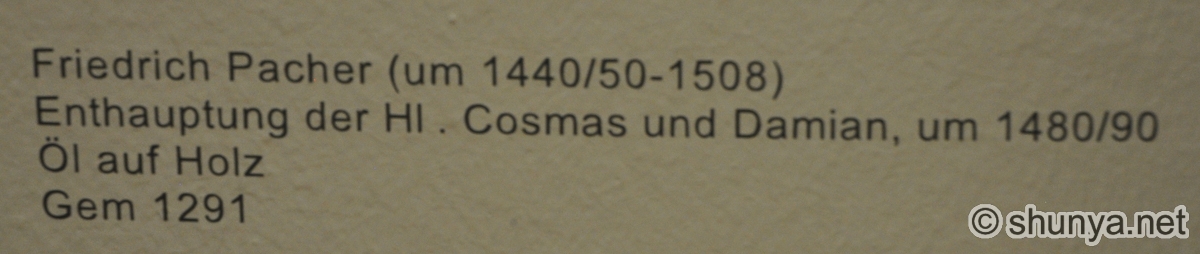 Friedrich Pacher (um 1440/50-1508)
Enthauptung der Hl . Cosmas und Damian, um 1480/90
Öl auf Holz
Gem 1291
© shunya.net